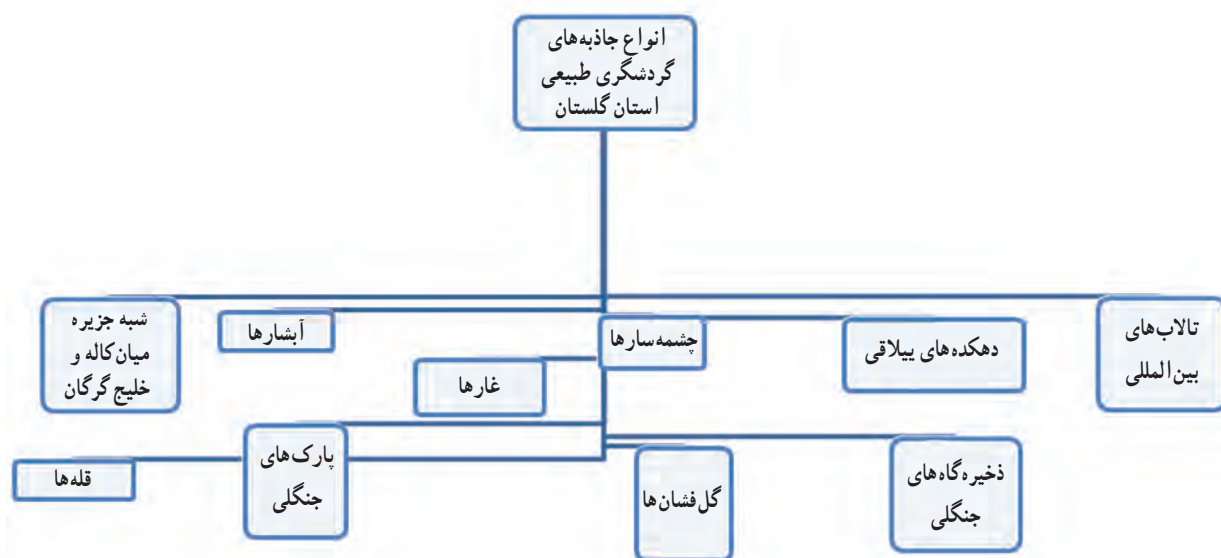 انواع جاذبه‌های
گردشگری طبیعی
استان گلستان
تالاب‌های
بین‌المللی
دهکده‌های ییلاقی
چشمه‌سارها
آبشارها
شبه جزیره
میان‌کاله و
خلیج گرگان
غارها
ذخیره‌گاه‌های
جنگلی
گل‌فشان‌ها
پارک‌های
جنگلی
قله‌ها